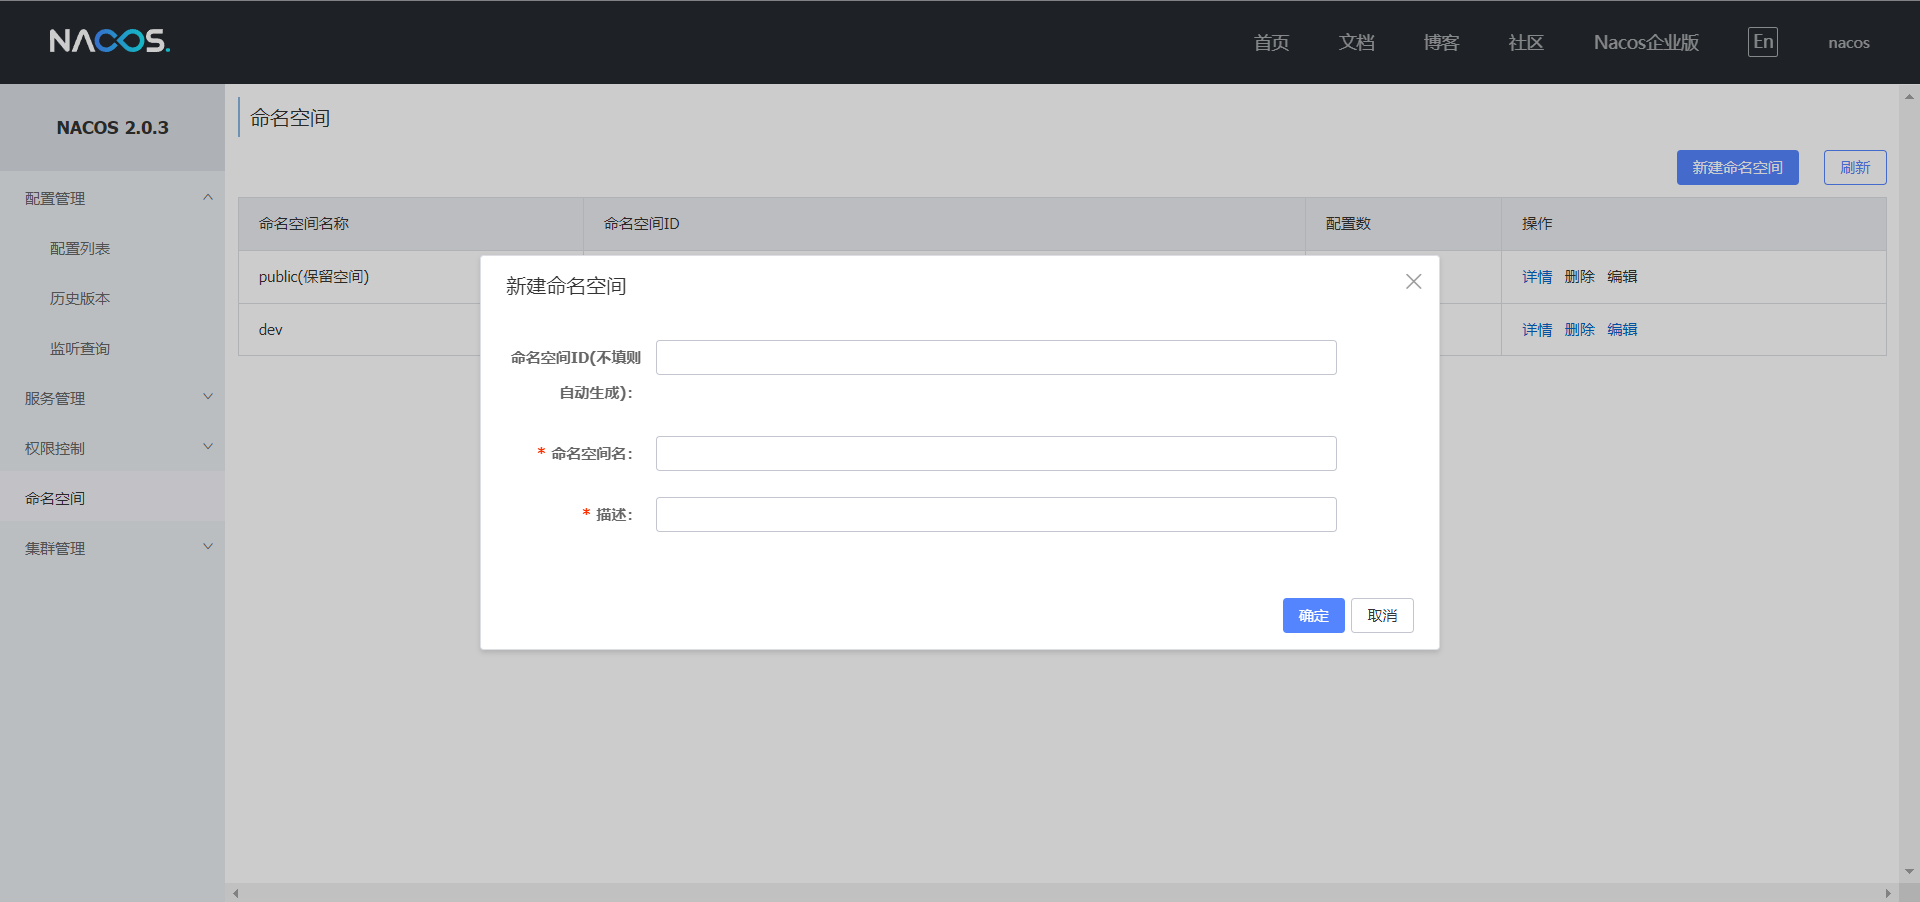 NACOS.
首页 文档 博客 社区 Nacos企业版 En nacos
NACOS 2.0.3
配置管理
配置列表
历史版本
监听查询
服务管理
权限控制
命名空间
集群管理
命名空间
新建命名空间 刷新
命名空间名称 命名空间ID 配置数 操作
public(保留空间) 详情 删除 编辑
dev 详情 删除 编辑
新建命名空间
命名空间ID(不填则
自动生成):
* 命名空间名:
* 描述:
确定 取消